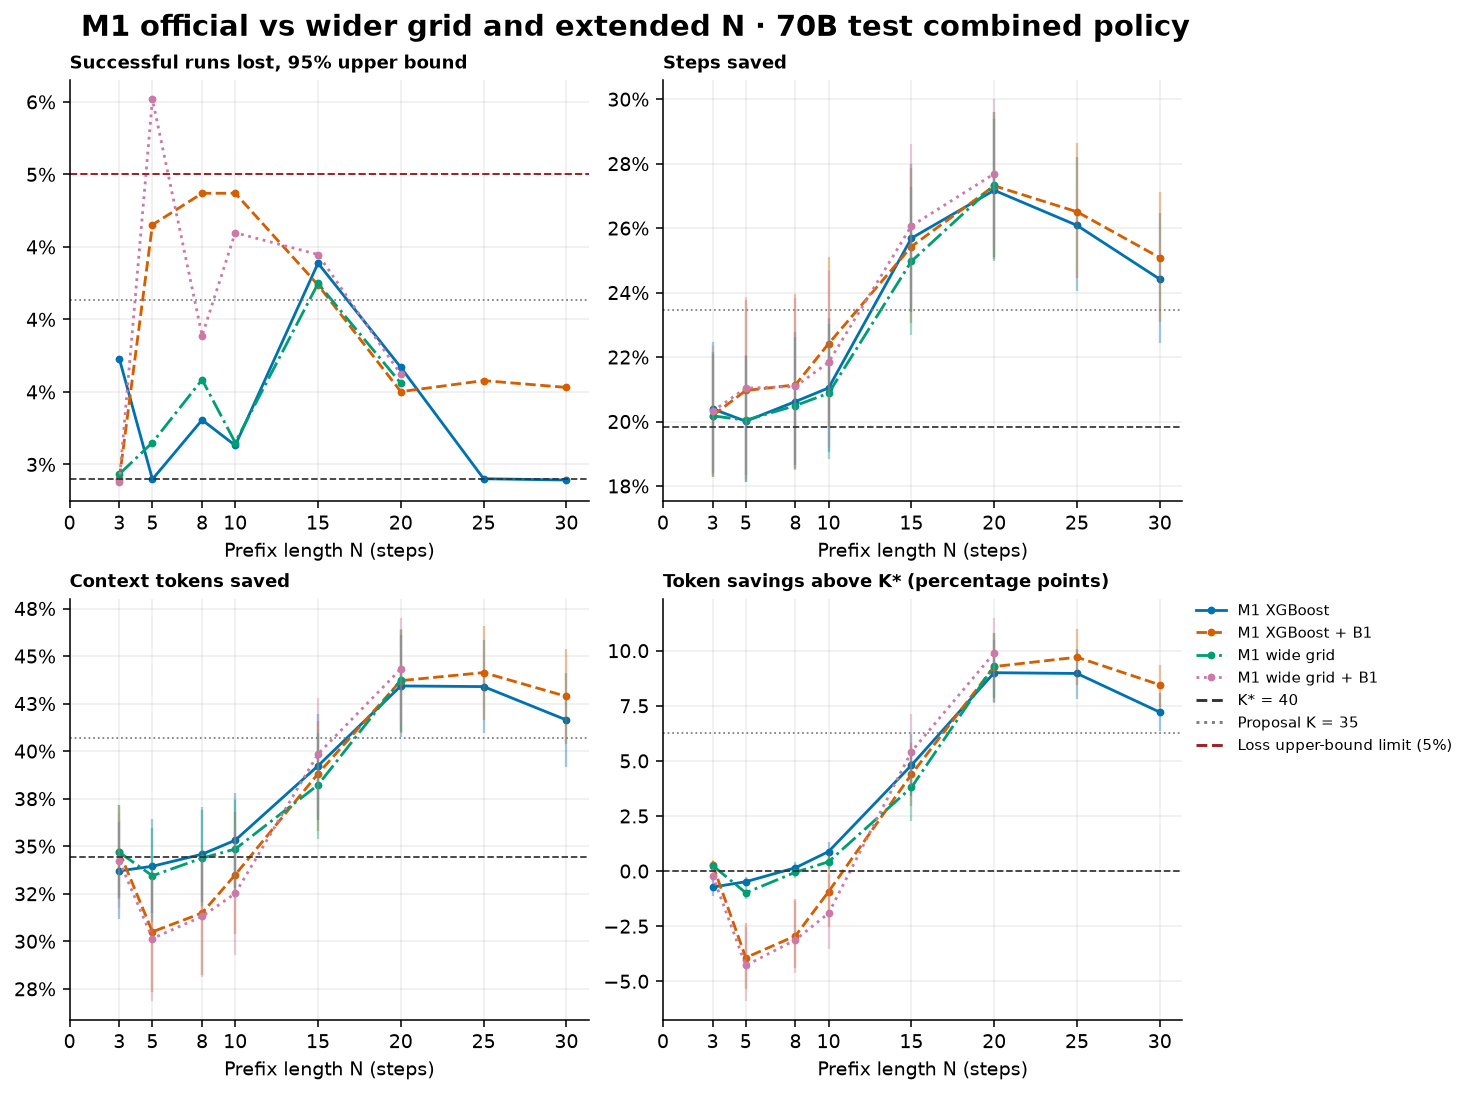 M1 official vs wider grid and extended N · 70B test combined policy
Successful runs lost, 95% upper bound
6%
5%
4%
4%
4%
3%
0 3 5 8 10 15 20 25 30
Prefix length N (steps)
Steps saved
30%
28%
26%
24%
22%
20%
18%
0 3 5 8 10 15 20 25 30
Prefix length N (steps)
Context tokens saved
48%
45%
43%
40%
38%
35%
32%
30%
28%
0 3 5 8 10 15 20 25 30
Prefix length N (steps)
Token savings above K* (percentage points)
10.0
7.5
5.0
2.5
0.0
−2.5
−5.0
0 3 5 8 10 15 20 25 30
Prefix length N (steps)
M1 XGBoost
M1 XGBoost + B1
M1 wide grid
M1 wide grid + B1
K* = 40
Proposal K = 35
Loss upper-bound limit (5%)